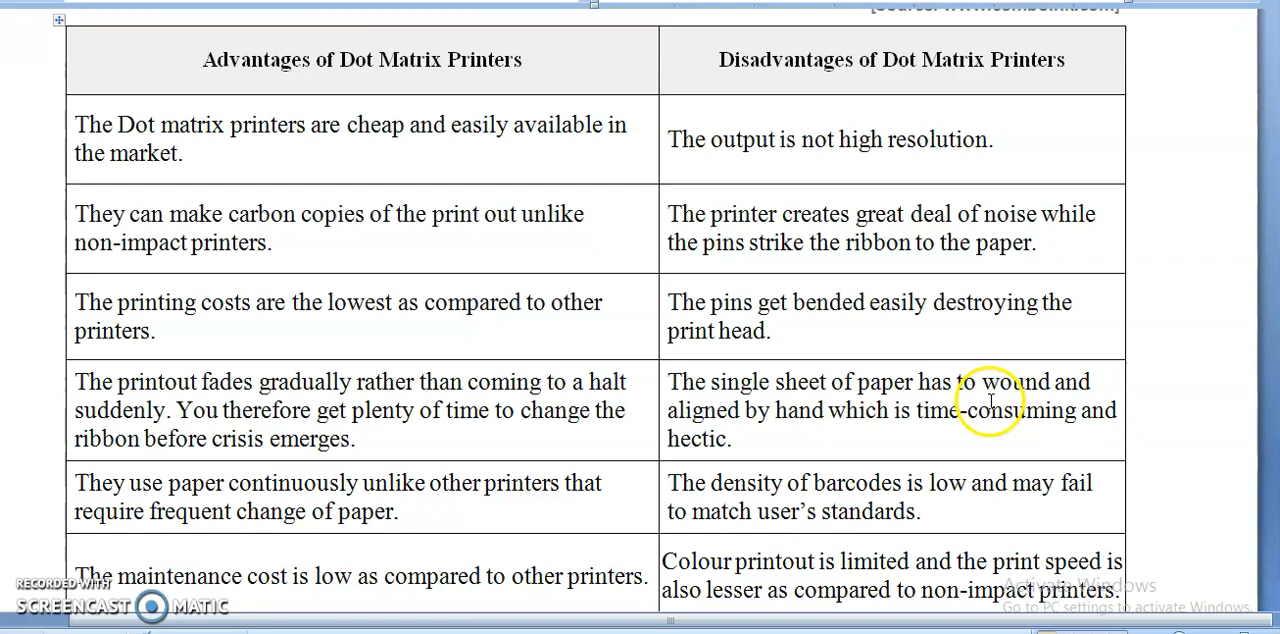 Advantages of Dot Matrix Printers
Disadvantages of Dot Matrix Printers
The Dot matrix printers are cheap and easily available in
the market.
The output is not high resolution.
They can make carbon copies of the print out unlike
non-impact printers.
The printer creates great deal of noise while
the pins strike the ribbon to the paper.
The printing costs are the lowest as compared to other
printers.
The pins get bended easily destroying the
print head.
The printout fades gradually rather than coming to a halt
suddenly. You therefore get plenty of time to change the
ribbon before crisis emerges.
The single sheet of paper has to wound and
aligned by hand which is time-consuming and
hectic.
They use paper continuously unlike other printers that
require frequent change of paper.
The density of barcodes is low and may fail
to match user's standards.
The maintenance cost is low as compared to other printers.
Colour printout is limited and the print speed is
also lesser as compared to non-impact printers.
RECORDED WITH
SCREENCAST MATIC
Activate Windows
Go to PC settings to activate Windows.